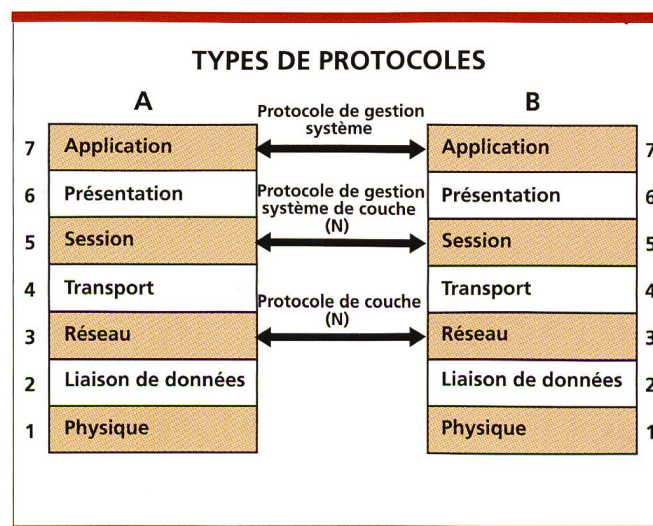 TYPES DE PROTOCOLES
A
B
Protocole de gestion
système
7 Application
Application 7
6 Présentation
Protocole de gestion
système de couche
(N)
Présentation 6
5 Session
Session 5
4 Transport
Transport 4
Protocole de couche
(N)
3 Réseau
Réseau 3
2 Liaison de données
Liaison de données 2
1 Physique
Physique 1